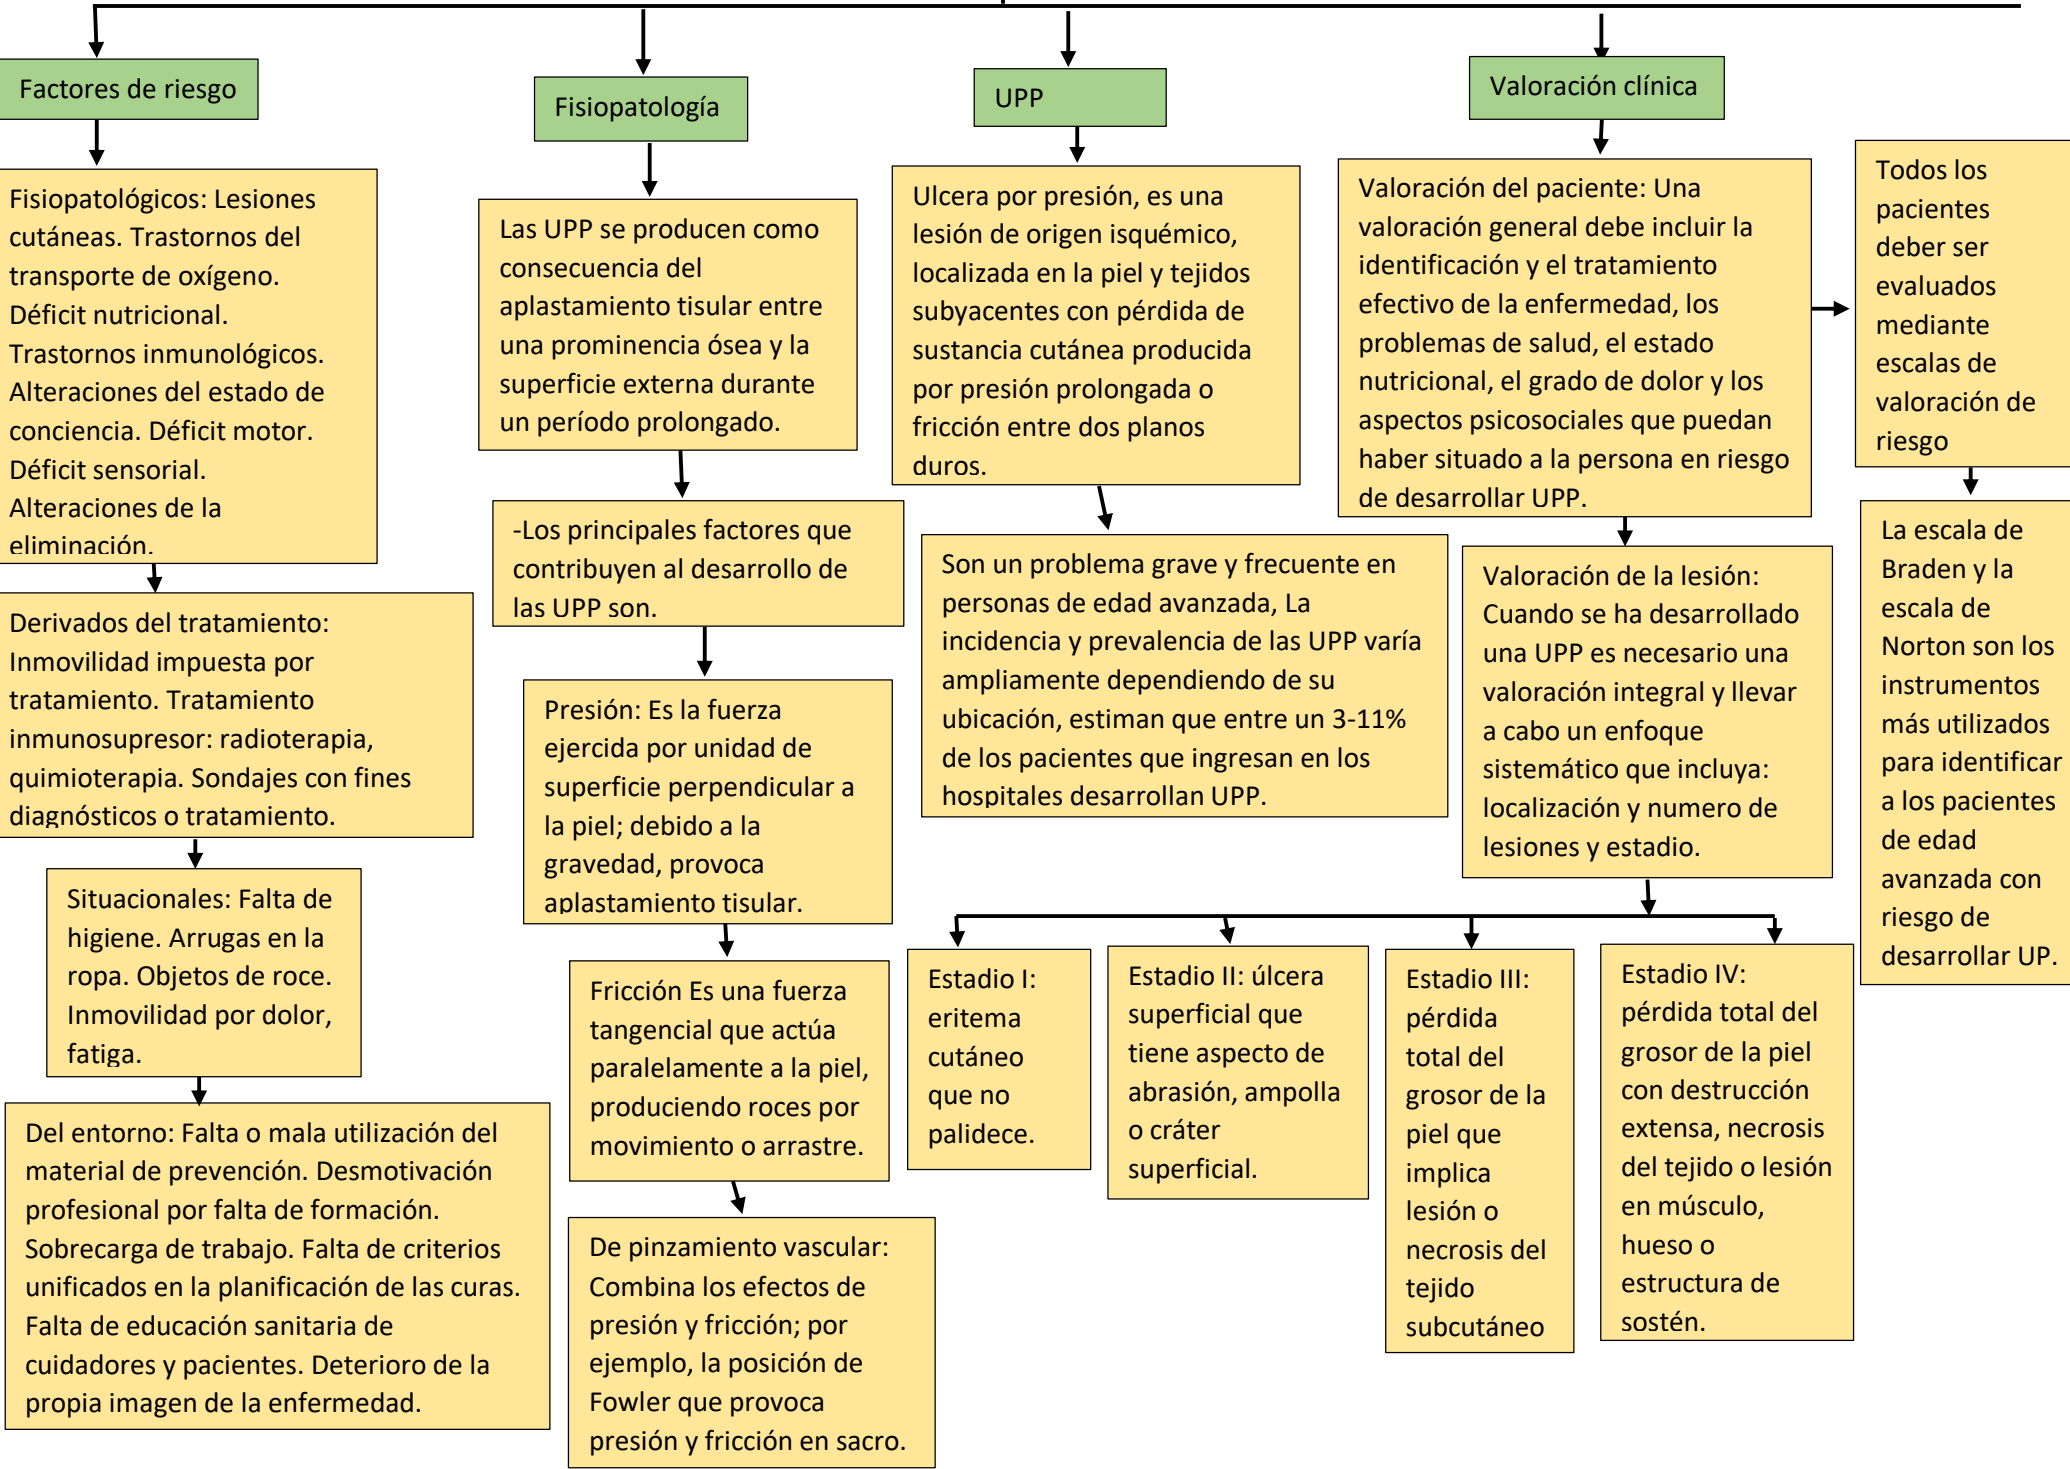 Factores de riesgo
Fisiopatológicos: Lesiones
cutáneas. Trastornos del
transporte de oxígeno.
Déficit nutricional.
Trastornos inmunológicos.
Alteraciones del estado de
conciencia. Déficit motor.
Déficit sensorial.
Alteraciones de la
eliminación.
Derivados del tratamiento:
Inmovilidad impuesta por
tratamiento. Tratamiento
inmunosupresor: radioterapia,
quimioterapia. Sondajes con fines
diagnósticos o tratamiento.
Situacionales: Falta de
higiene. Arrugas en la
ropa. Objetos de roce.
Inmovilidad por dolor,
fatiga.
Del entorno: Falta o mala utilización del
material de prevención. Desmotivación
profesional por falta de formación.
Sobrecarga de trabajo. Falta de criterios
unificados en la planificación de las curas.
Falta de educación sanitaria de
cuidadores y pacientes. Deterioro de la
propia imagen de la enfermedad.
Fisiopatología
Las UPP se producen como
consecuencia del
aplastamiento tisular entre
una prominencia ósea y la
superficie externa durante
un período prolongado.
-Los principales factores que
contribuyen al desarrollo de
las UPP son.
Presión: Es la fuerza
ejercida por unidad de
superficie perpendicular a
la piel; debido a la
gravedad, provoca
aplastamiento tisular.
Fricción Es una fuerza
tangencial que actúa
paralelamente a la piel,
produciendo roces por
movimiento o arrastre.
De pinzamiento vascular:
Combina los efectos de
presión y fricción; por
ejemplo, la posición de
Fowler que provoca
presión y fricción en sacro.
UPP
Ulcera por presión, es una
lesión de origen isquémico,
localizada en la piel y tejidos
subyacentes con pérdida de
sustancia cutánea producida
por presión prolongada o
fricción entre dos planos
duros.
Son un problema grave y frecuente en
personas de edad avanzada, La
incidencia y prevalencia de las UPP varía
ampliamente dependiendo de su
ubicación, estiman que entre un 3-11%
de los pacientes que ingresan en los
hospitales desarrollan UPP.
Valoración clínica
Valoración del paciente: Una
valoración general debe incluir la
identificación y el tratamiento
efectivo de la enfermedad, los
problemas de salud, el estado
nutricional, el grado de dolor y los
aspectos psicosociales que puedan
haber situado a la persona en riesgo
de desarrollar UPP.
Valoración de la lesión:
Cuando se ha desarrollado
una UPP es necesario una
valoración integral y llevar
a cabo un enfoque
sistemático que incluya:
localización y numero de
lesiones y estadio.
Estadio I:
eritema
cutáneo
que no
palidece.
Estadio II: úlcera
superficial que
tiene aspecto de
abrasión, ampolla
o cráter
superficial.
Estadio III:
pérdida
total del
grosor de la
piel que
implica
lesión o
necrosis del
tejido
subcutáneo
Estadio IV:
pérdida total del
grosor de la piel
con destrucción
extensa, necrosis
del tejido o lesión
en músculo,
hueso o
estructura de
sostén.
Todos los
pacientes
deber ser
evaluados
mediante
escalas de
valoración de
riesgo
La escala de
Braden y la
escala de
Norton son los
instrumentos
más utilizados
para identificar
a los pacientes
de edad
avanzada con
riesgo de
desarrollar UP.